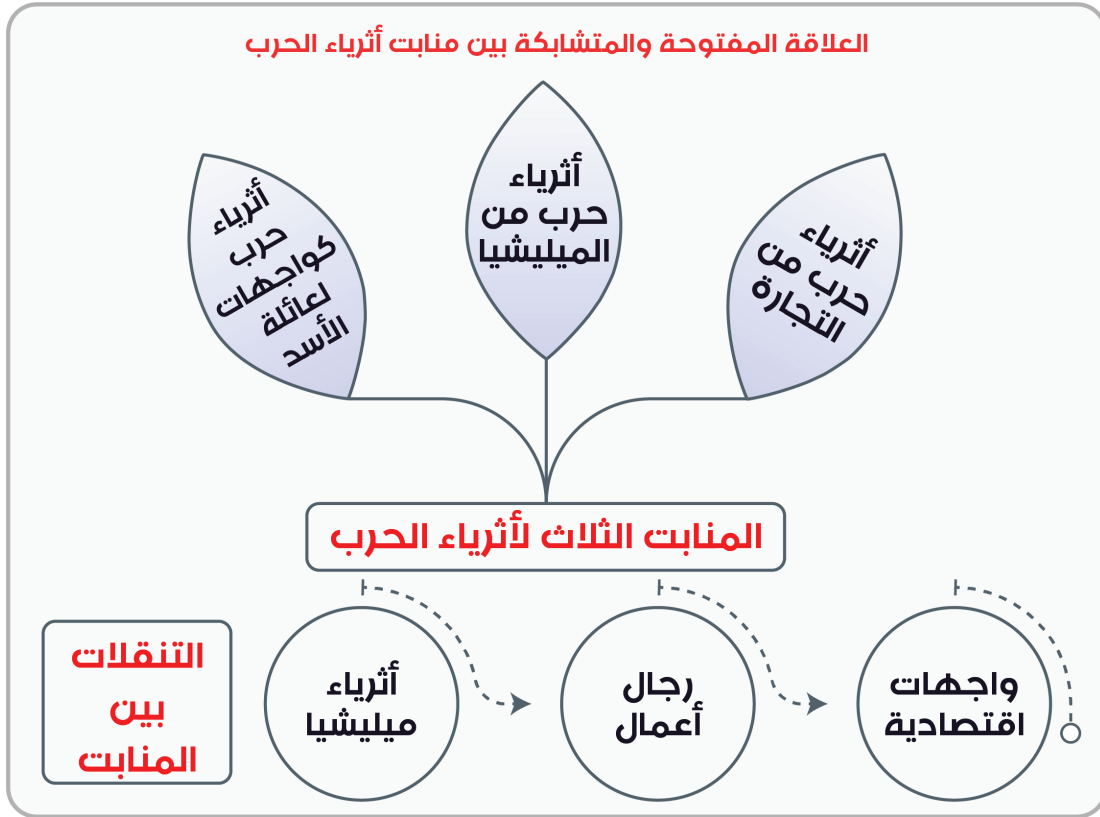 العلاقة المفتوحة والمتشابكة بين منابت أثرياء الحرب
أثرياء
حرب من
التجارة
أثرياء
حرب من
الميليشيا
أثرياء
حرب
كواجهات
لعائلة
الأسد
المنابت الثلاث لأثرياء الحرب
واجهات
اقتصادية
رجال
أعمال
أثرياء
ميليشيا
التنقلات
بين
المنابت